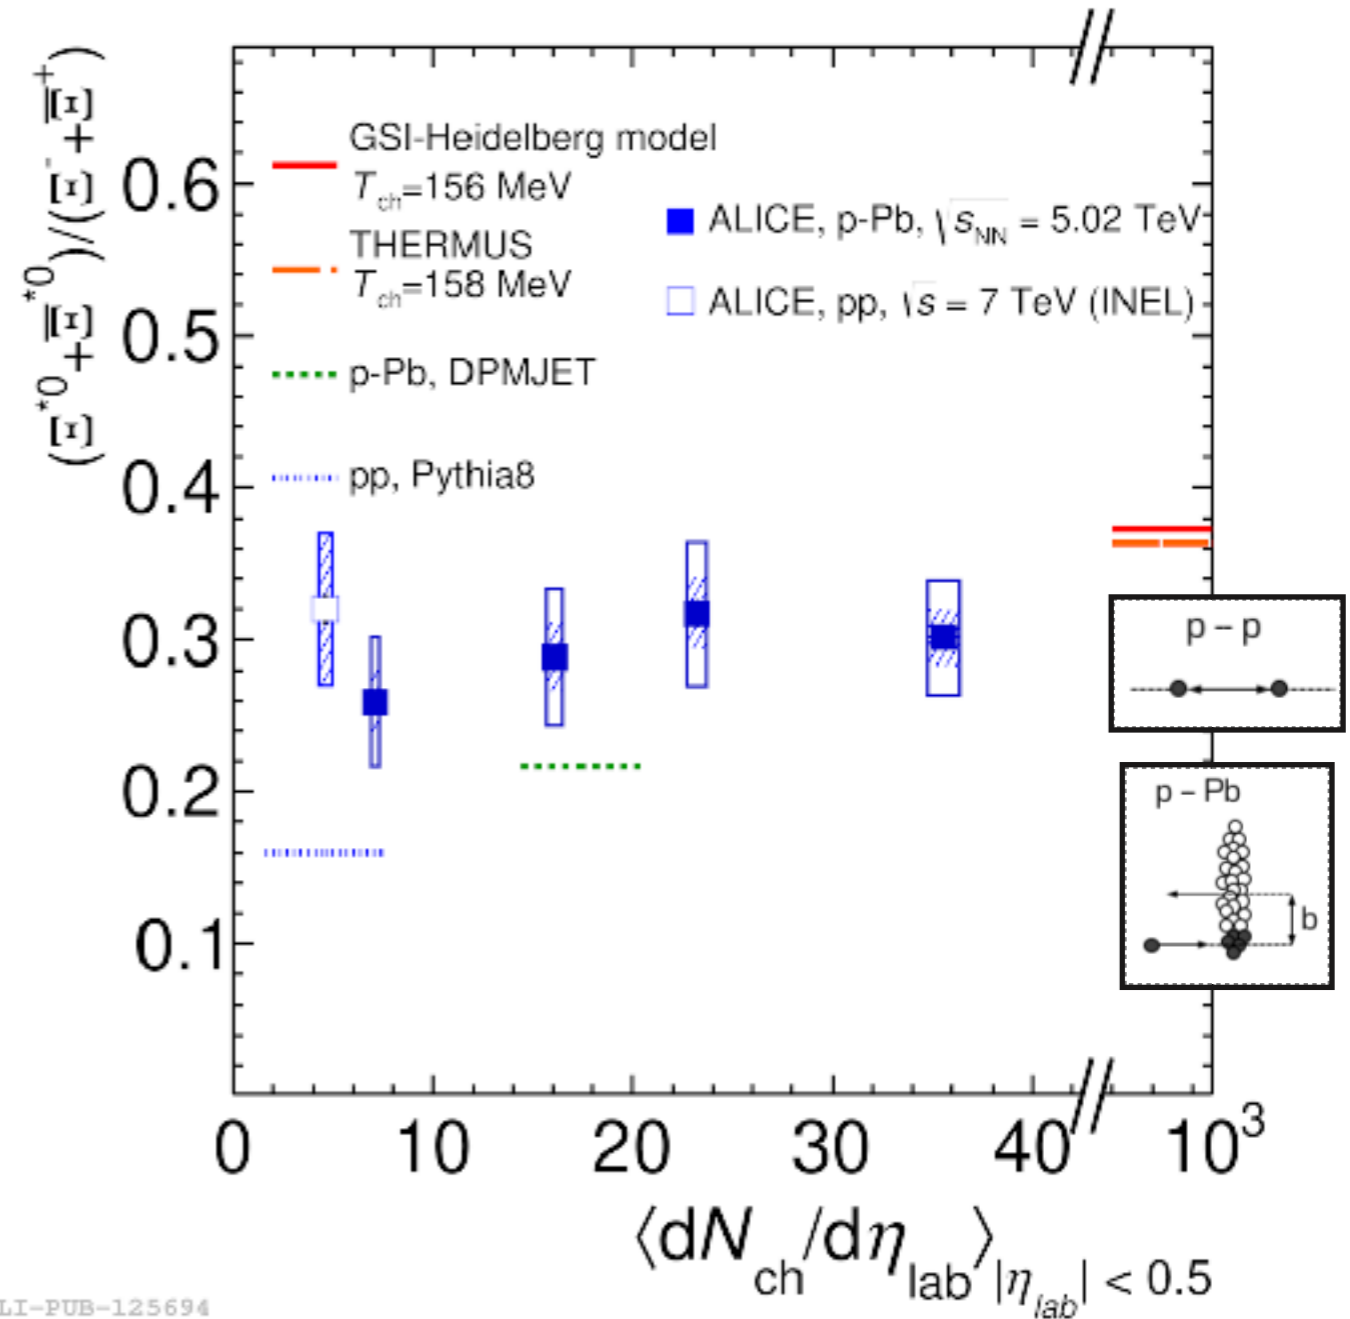 (Ξ*0+Ξ̅*0)/(Ξ-+Ξ̅+)
GSI-Heidelberg model
Tch=156 MeV
THERMUS
Tch=158 MeV
p-Pb, DPMJET
pp, Pythia8
ALICE, p-Pb, √sNN = 5.02 TeV
ALICE, pp, √s = 7 TeV (INEL)
0.6
0.5
0.4
0.3
0.2
0.1
p – p
p – Pb
b
0 10 20 30 40 10³
⟨dNch/dηlab⟩|ηlab| < 0.5
LI-PUB-125694